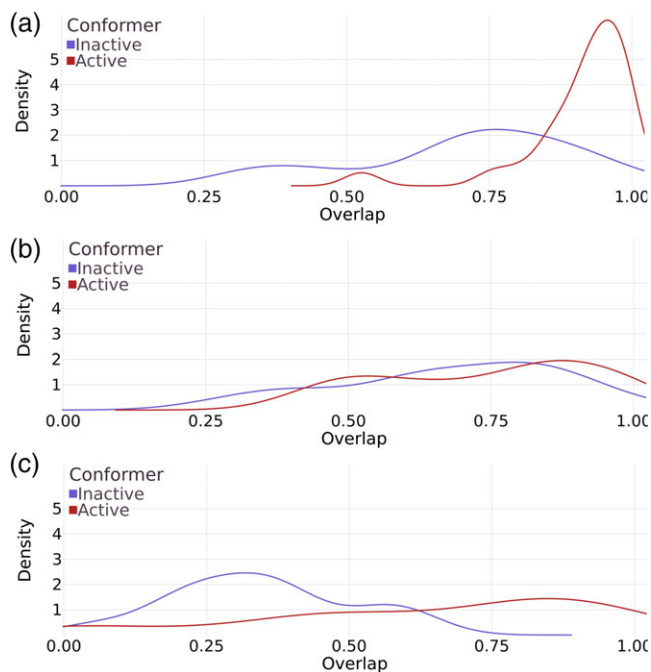 (a)
Conformer
Inactive
Active
Density
5
4
3
2
1
0.00 0.25 0.50 0.75 1.00
Overlap
(b)
Conformer
Inactive
Active
Density
5
4
3
2
1
0.00 0.25 0.50 0.75 1.00
Overlap
(c)
Conformer
Inactive
Active
Density
5
4
3
2
1
0.00 0.25 0.50 0.75 1.00
Overlap